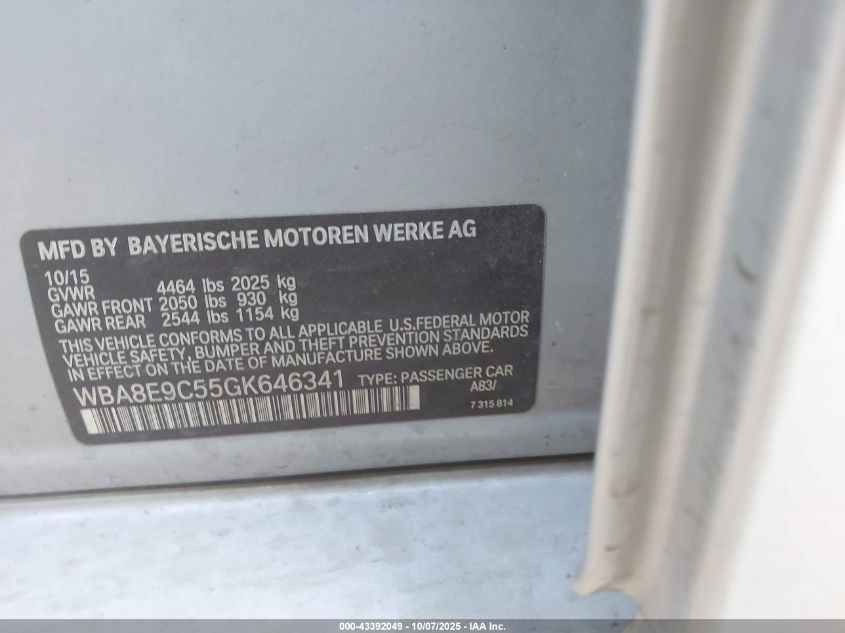 MFD BY BAYERISCHE MOTOREN WERKE AG
10/15
GVWR 4464 lbs 2025 kg
GAWR FRONT 2050 lbs 930 kg
GAWR REAR 2544 lbs 1154 kg
THIS VEHICLE CONFORMS TO ALL APPLICABLE U.S.FEDERAL MOTOR
VEHICLE SAFETY, BUMPER AND THEFT PREVENTION STANDARDS
IN EFFECT ON THE DATE OF MANUFACTURE SHOWN ABOVE.
WBA8E9C55GK646341 TYPE: PASSENGER CAR
A83/
7 315 814
000-43392049 - 10/07/2025 - IAA Inc.